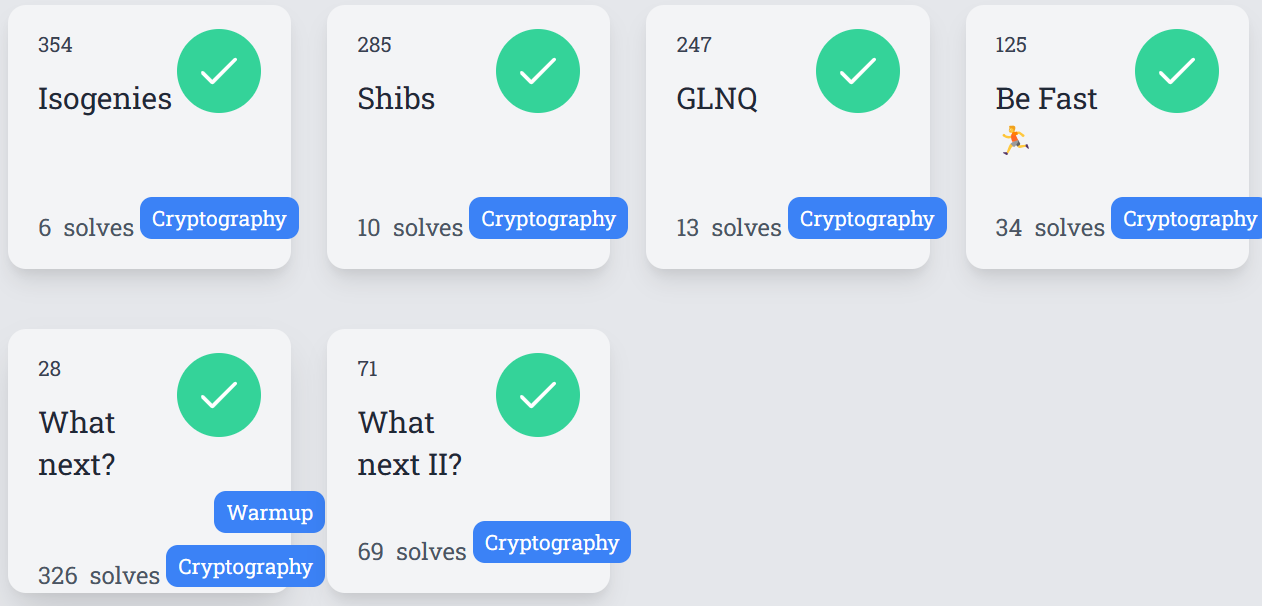 354
Isogenies
6 solves Cryptography
285
Shibs
10 solves Cryptography
247
GLNQ
13 solves Cryptography
125
Be Fast
🏃
34 solves Cryptography
28
What
next?
Warmup
326 solves Cryptography
71
What
next II?
69 solves Cryptography